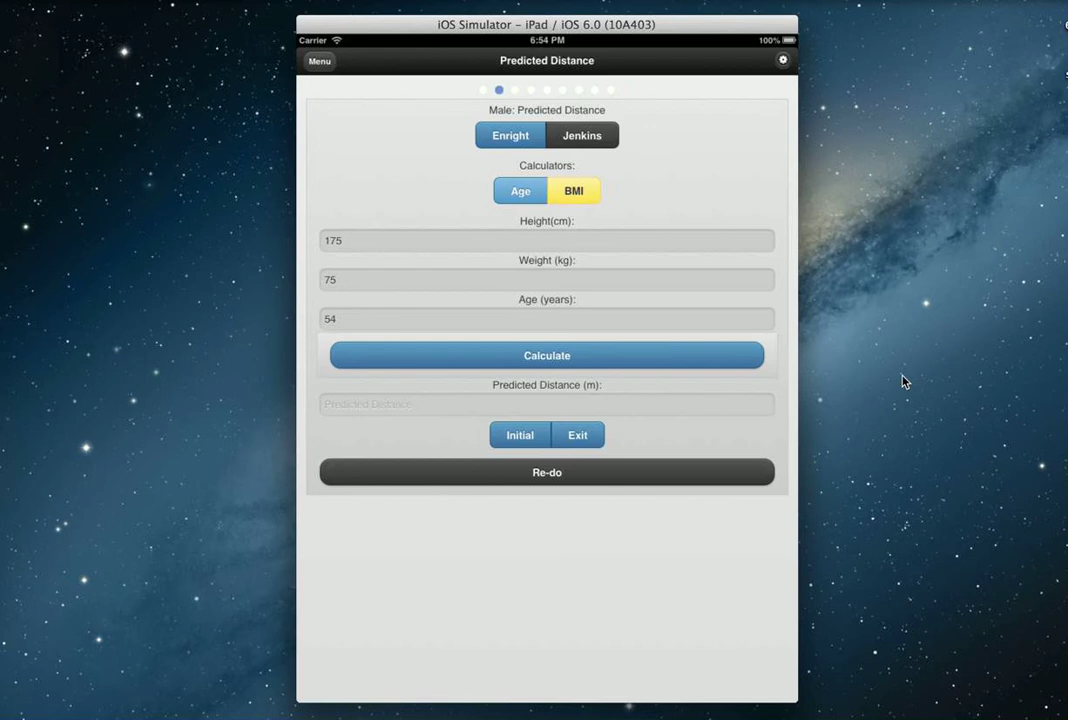 iOS Simulator – iPad / iOS 6.0 (10A403)
Carrier 6:54 PM 100%
Menu Predicted Distance
Male: Predicted Distance
Enright Jenkins
Calculators:
Age BMI
Height(cm):
175
Weight (kg):
75
Age (years):
54
Calculate
Predicted Distance (m):
Predicted Distance
Initial Exit
Re-do